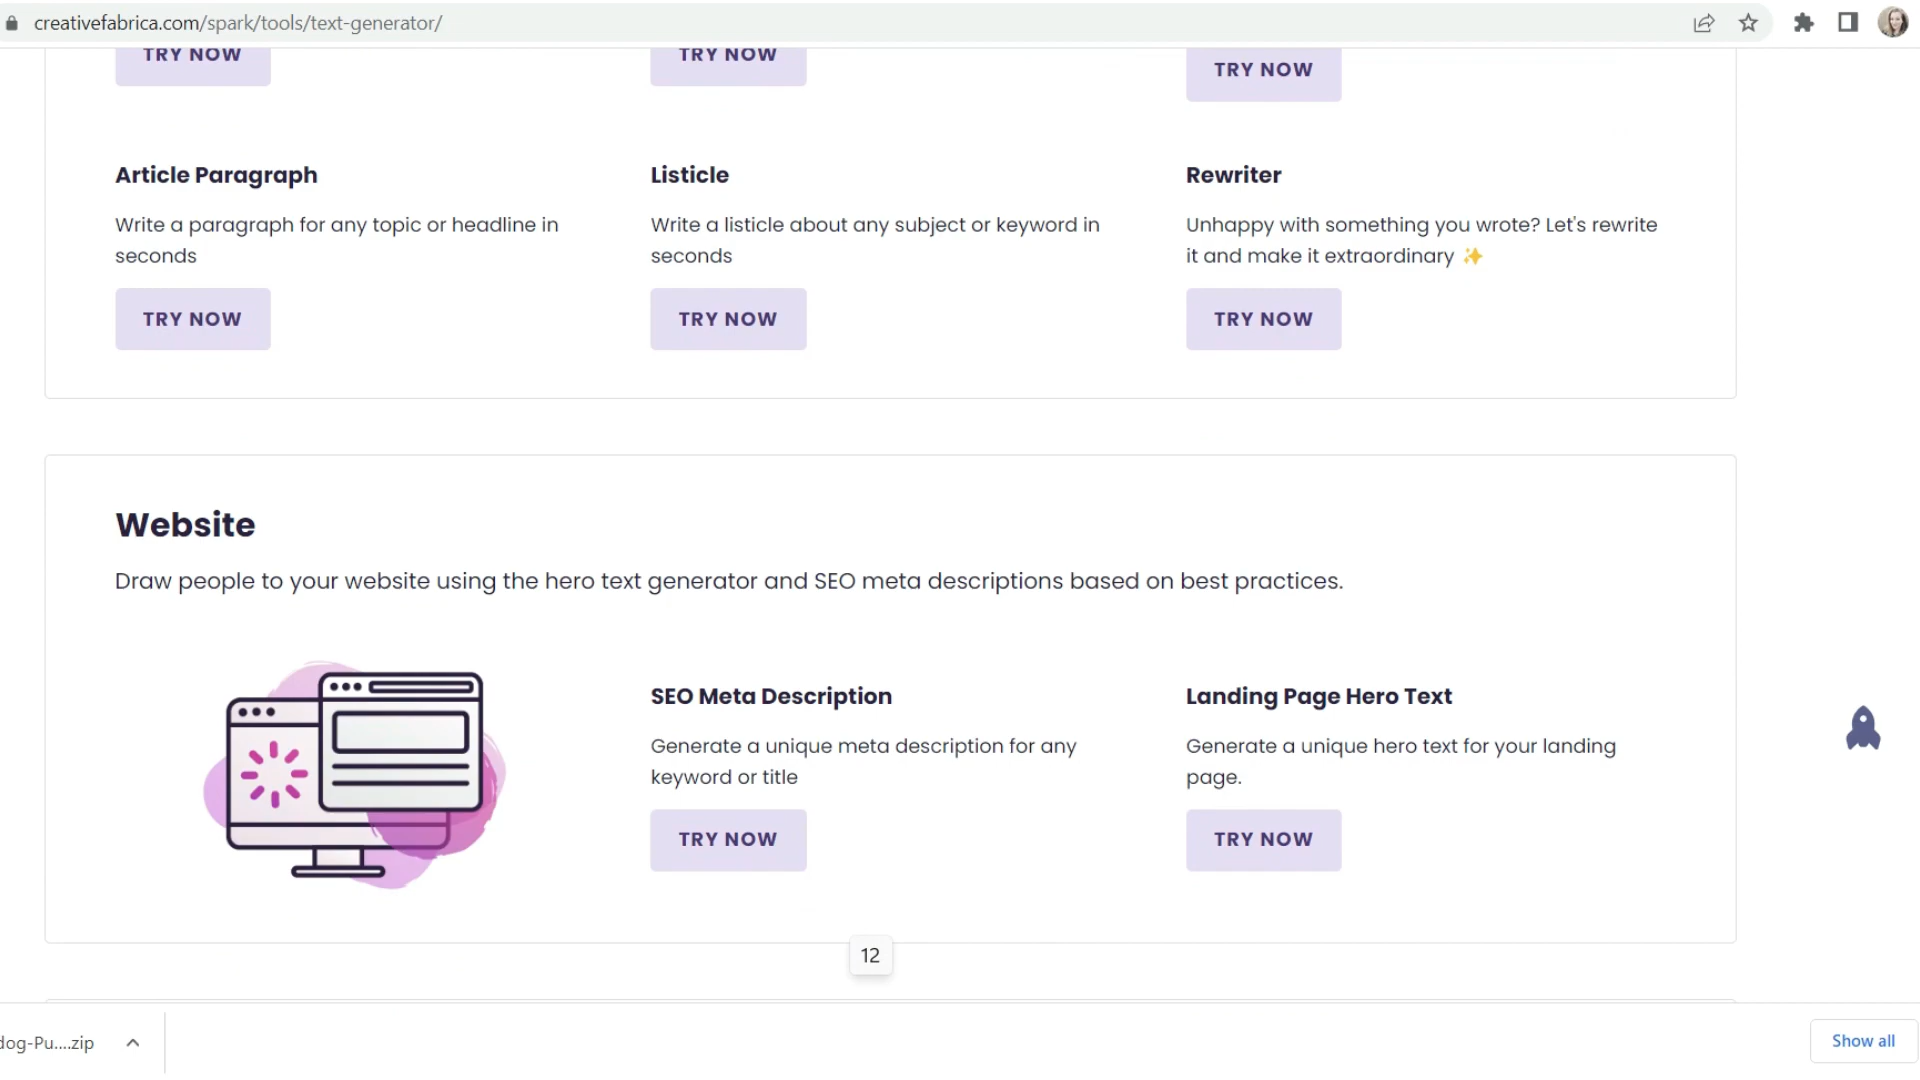 creativefabrica.com/spark/tools/text-generator/
TRY NOW
TRY NOW
TRY NOW
Article Paragraph
Write a paragraph for any topic or headline in
seconds
TRY NOW
Listicle
Write a listicle about any subject or keyword in
seconds
TRY NOW
Rewriter
Unhappy with something you wrote? Let's rewrite
it and make it extraordinary ✨
TRY NOW
Website
Draw people to your website using the hero text generator and SEO meta descriptions based on best practices.
SEO Meta Description
Generate a unique meta description for any
keyword or title
TRY NOW
Landing Page Hero Text
Generate a unique hero text for your landing
page.
TRY NOW
12
dog-Pu....zip
Show all